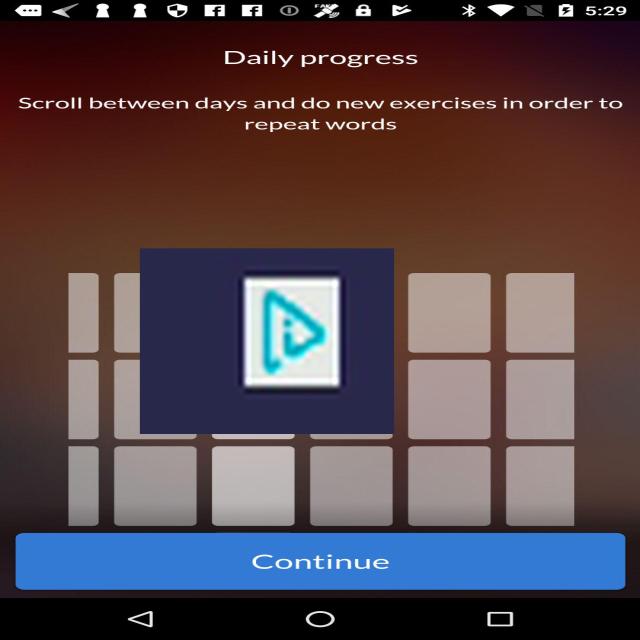 5:29
Daily progress
Scroll between days and do new exercises in order to
repeat words
Continue